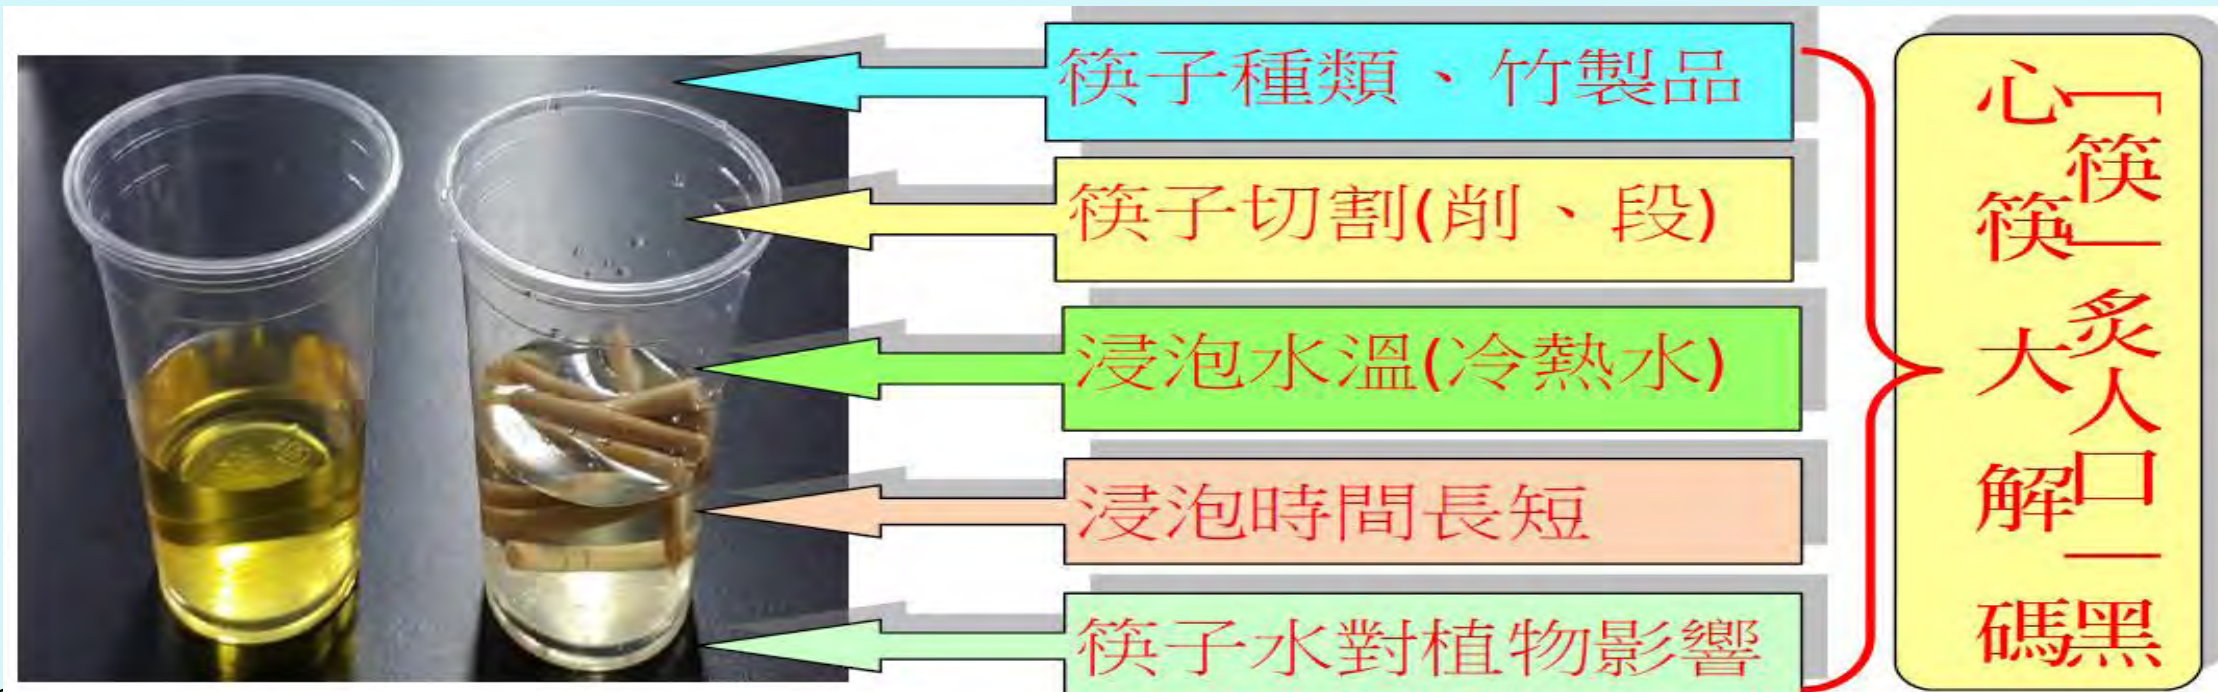 筷子種類、竹製品
筷子切割(削、段)
浸泡水溫(冷熱水)
浸泡時間長短
筷子水對植物影響
「筷」炙人口—黑
心筷大解碼